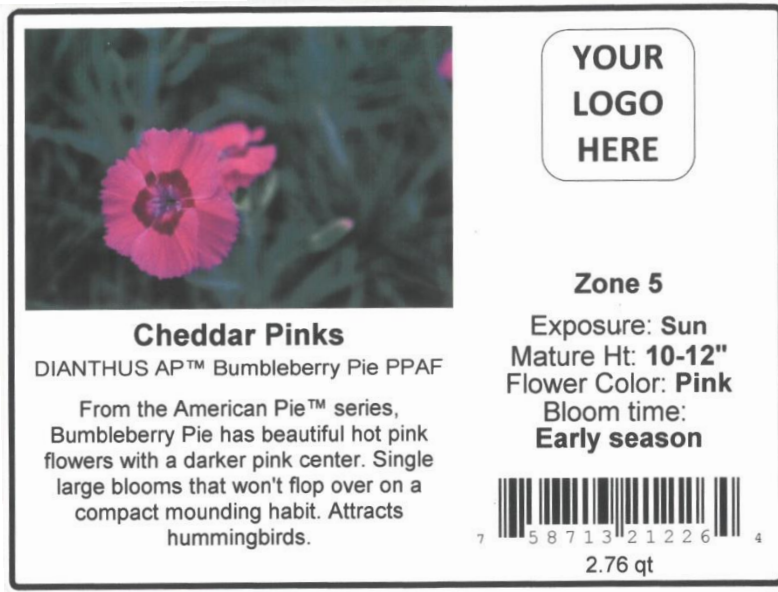 YOUR
LOGO
HERE
Cheddar Pinks
DIANTHUS AP™ Bumbleberry Pie PPAF
From the American Pie™ series,
Bumbleberry Pie has beautiful hot pink
flowers with a darker pink center. Single
large blooms that won't flop over on a
compact mounding habit. Attracts
hummingbirds.
Zone 5
Exposure: Sun
Mature Ht: 10-12"
Flower Color: Pink
Bloom time:
Early season
7 58713 21226 4
2.76 qt